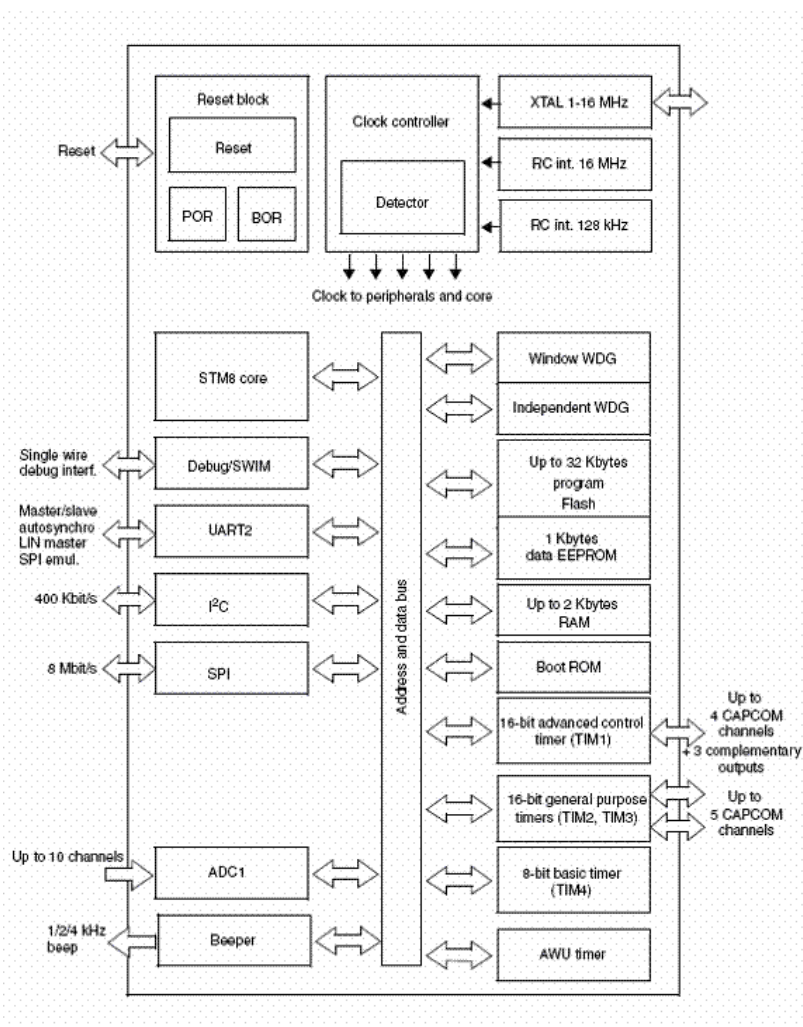 Reset block
Reset
POR
BOR
Reset
Clock controller
Detector
XTAL 1-16 MHz
RC int. 16 MHz
RC int. 128 kHz
Clock to peripherals and core
STM8 core
Debug/SWIM
UART2
I²C
SPI
ADC1
Beeper
Single wire
debug interf.
Master/slave
autosynchro
LIN master
SPI emul.
400 Kbit/s
8 Mbit/s
Up to 10 channels
1/2/4 kHz
beep
Address and data bus
Window WDG
Independent WDG
Up to 32 Kbytes
program
Flash
1 Kbytes
data EEPROM
Up to 2 Kbytes
RAM
Boot ROM
16-bit advanced control
timer (TIM1)
16-bit general purpose
timers (TIM2, TIM3)
8-bit basic timer
(TIM4)
AWU timer
Up to
4 CAPCOM
channels
+ 3 complementary
outputs
Up to
5 CAPCOM
channels